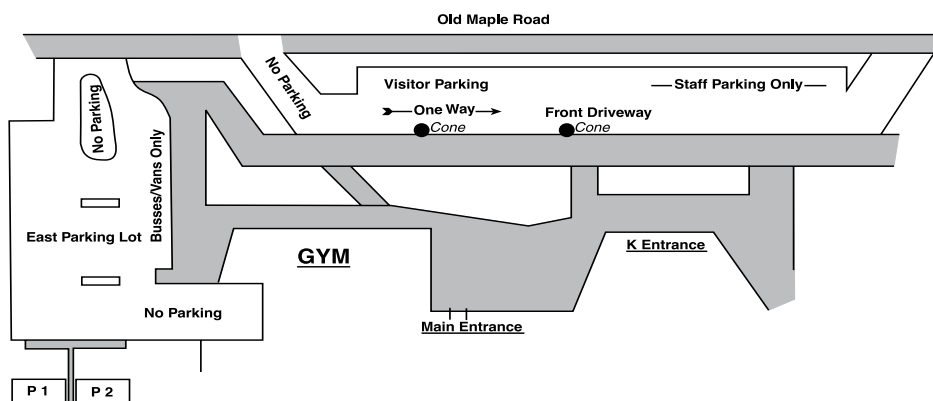 Old Maple Road
No Parking
Visitor Parking
Staff Parking Only
No Parking
One Way
Front Driveway
Cone
Cone
Busses/Vans Only
East Parking Lot
GYM
K Entrance
No Parking
Main Entrance
P 1
P 2